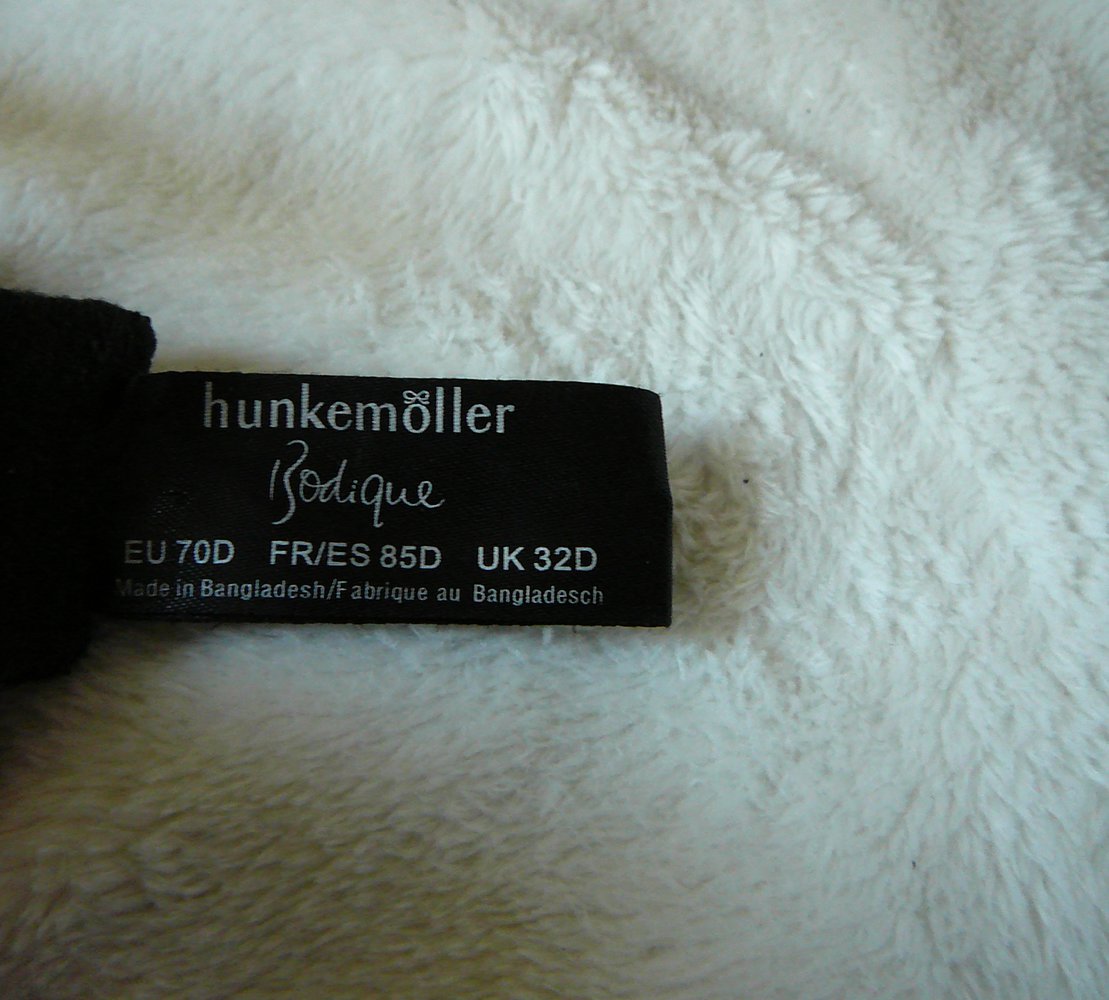 hunkemöller
Bodique
EU 70D FR/ES 85D UK 32D
Made in Bangladesh/Fabrique au Bangladesch